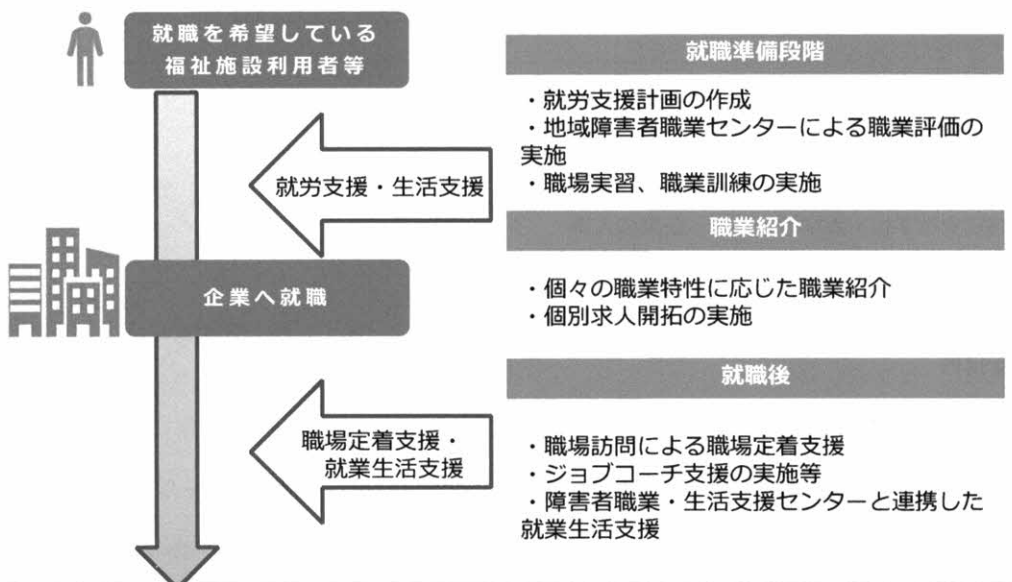 就職を希望している
福祉施設利用者等
就労支援・生活支援
企業へ就職
職場定着支援・
就業生活支援
就職準備段階
・就労支援計画の作成
・地域障害者職業センターによる職業評価の
実施
・職場実習、職業訓練の実施
職業紹介
・個々の職業特性に応じた職業紹介
・個別求人開拓の実施
就職後
・職場訪問による職場定着支援
・ジョブコーチ支援の実施等
・障害者職業・生活支援センターと連携した
就業生活支援